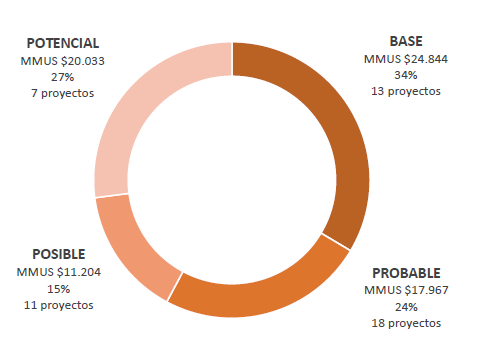 POTENCIAL
MMUS $20.033
27%
7 proyectos
BASE
MMUS $24.844
34%
13 proyectos
POSIBLE
MMUS $11.204
15%
11 proyectos
PROBABLE
MMUS $17.967
24%
18 proyectos